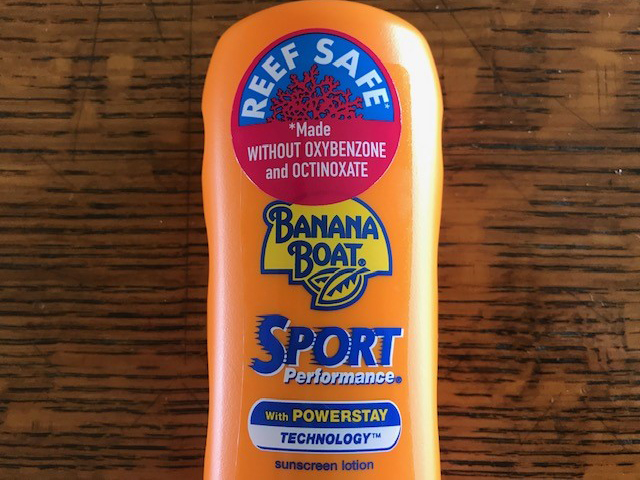 REEF SAFE*
*Made
WITHOUT OXYBENZONE
and OCTINOXATE
BANANA
BOAT®
SPORT
Performance®
With POWERSTAY
TECHNOLOGY™
sunscreen lotion